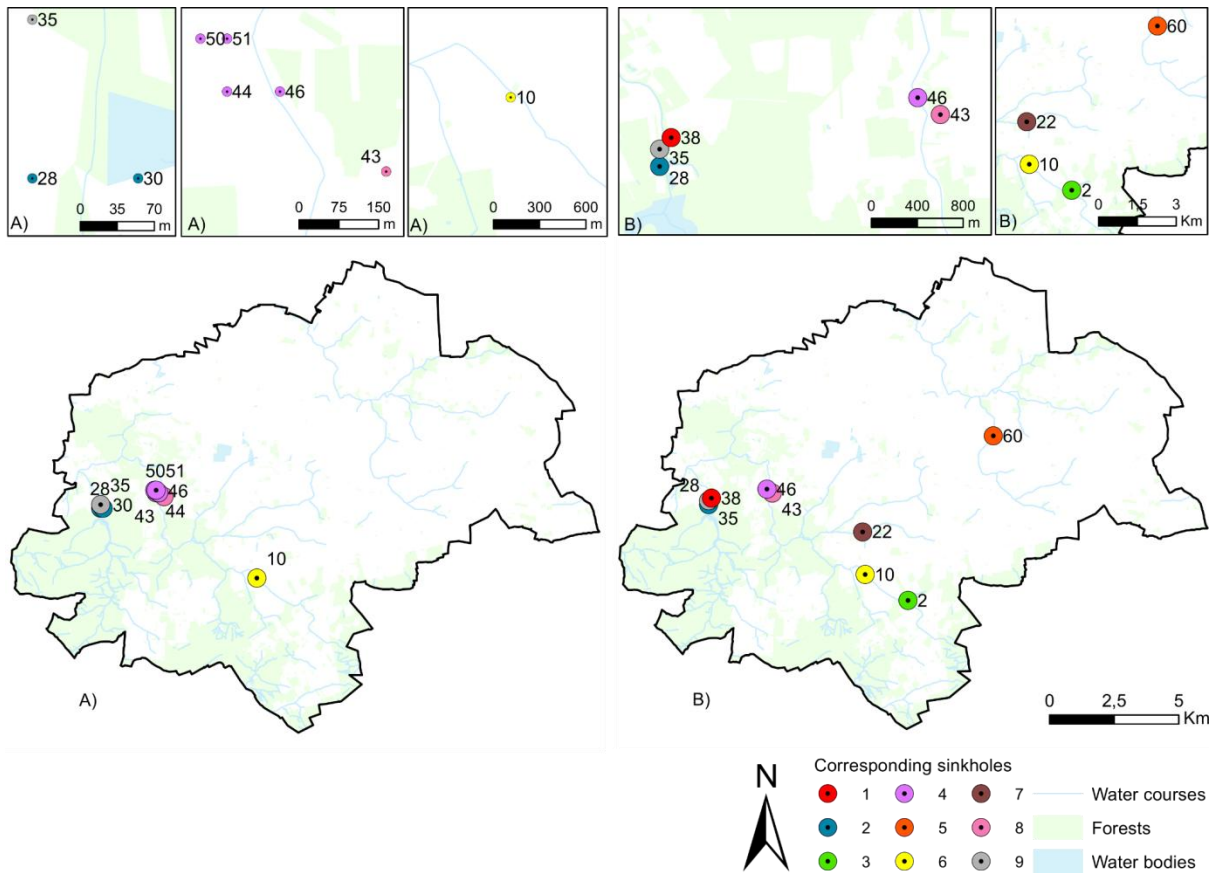 35
28
30
0 35 70
m
A)
50 51
44
46
43
0 75 150
m
A)
10
0 300 600
m
A)
46
43
38
35
28
0 400 800
m
B)
60
22
10
2
0 1,5 3
Km
B)
5051
28 35
30
46
43
44
10
A)
60
28
38
35
46
43
22
10
2
B)
0 2,5 5
Km
N
Corresponding sinkholes
1 4 7 Water courses
2 5 8 Forests
3 6 9 Water bodies